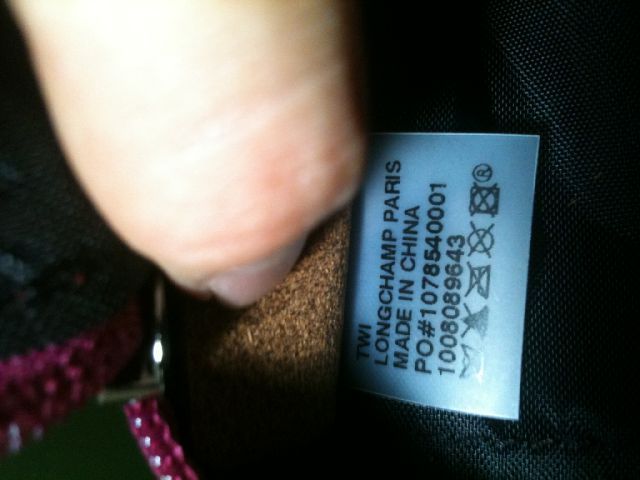 TWI
LONGCHAMP PARIS
MADE IN CHINA
PO#1078540001
1008089643
®